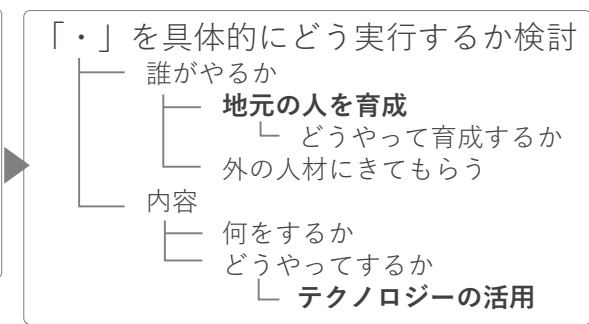 「・」を具体的にどう実行するか検討
誰がやるか
地元の人を育成
どうやって育成するか
外の人材にきてもらう
内容
何をするか
どうやってするか
テクノロジーの活用